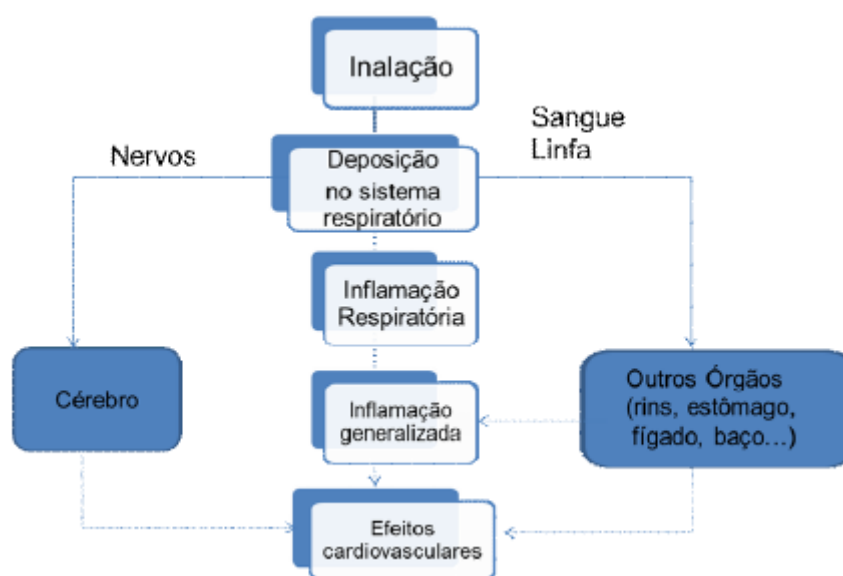 Inalação
Sangue
Linfa
Nervos
Deposição
no sistema
respiratório
Inflamação
Respiratória
Cérebro
Inflamação
generalizada
Outros Órgãos
(rins, estômago,
fígado, baço...)
Efeitos
cardiovasculares